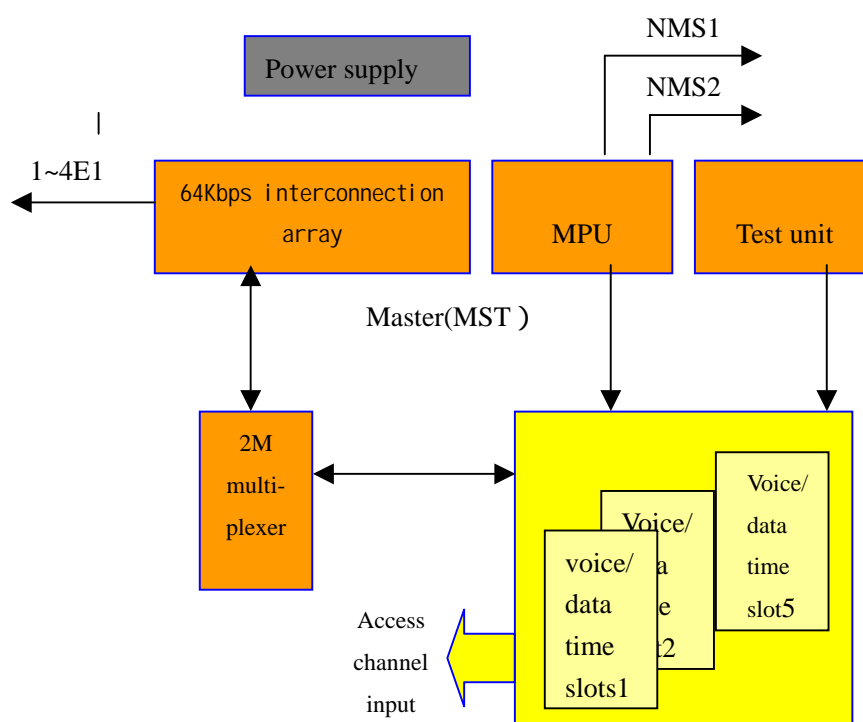 NMS1
Power supply
NMS2
1~4E1
64Kbps interconnection
array
MPU
Test unit
Master(MST )
2M
multi-
plexer
Voice/
data
time
slot5
Voice/
voice/
data
time
slots1
Access
channel
input